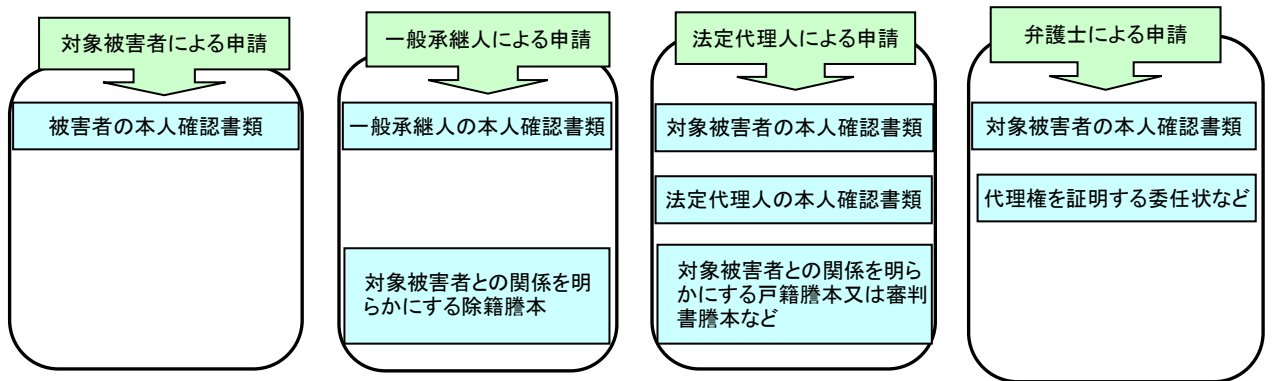 対象被害者による申請
被害者の本人確認書類
一般承継人による申請
一般承継人の本人確認書類
対象被害者との関係を明
らかにする除籍謄本
法定代理人による申請
対象被害者の本人確認書類
法定代理人の本人確認書類
対象被害者との関係を明ら
かにする戸籍謄本又は審判
書謄本など
弁護士による申請
対象被害者の本人確認書類
代理権を証明する委任状など